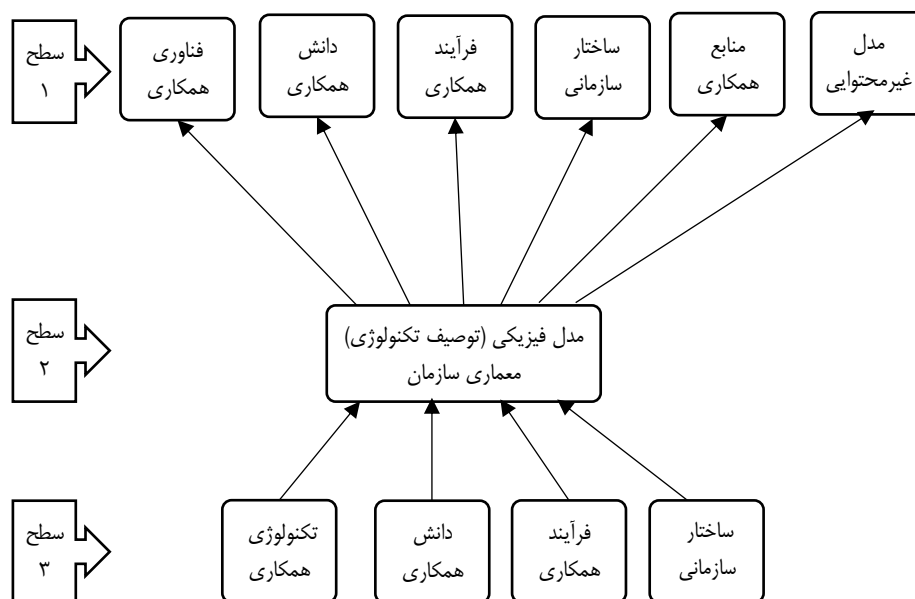 سطح
۱
مدل
غیرمحتوایی
منابع
همکاری
ساختار
سازمانی
فرآیند
همکاری
دانش
همکاری
فناوری
همکاری
سطح
۲
مدل فیزیکی (توصیف تکنولوژی)
معماری سازمان
سطح
۳
ساختار
سازمانی
فرآیند
همکاری
دانش
همکاری
تکنولوژی
همکاری